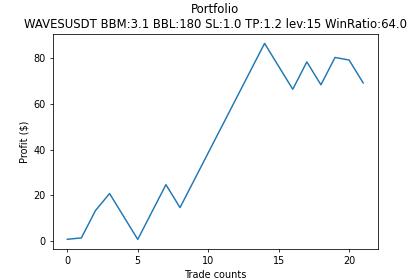 Portfolio
WAVESUSDT BBM:3.1 BBL:180 SL:1.0 TP:1.2 lev:15 WinRatio:64.0
80
60
40
20
0
Profit ($)
0 5 10 15 20
Trade counts